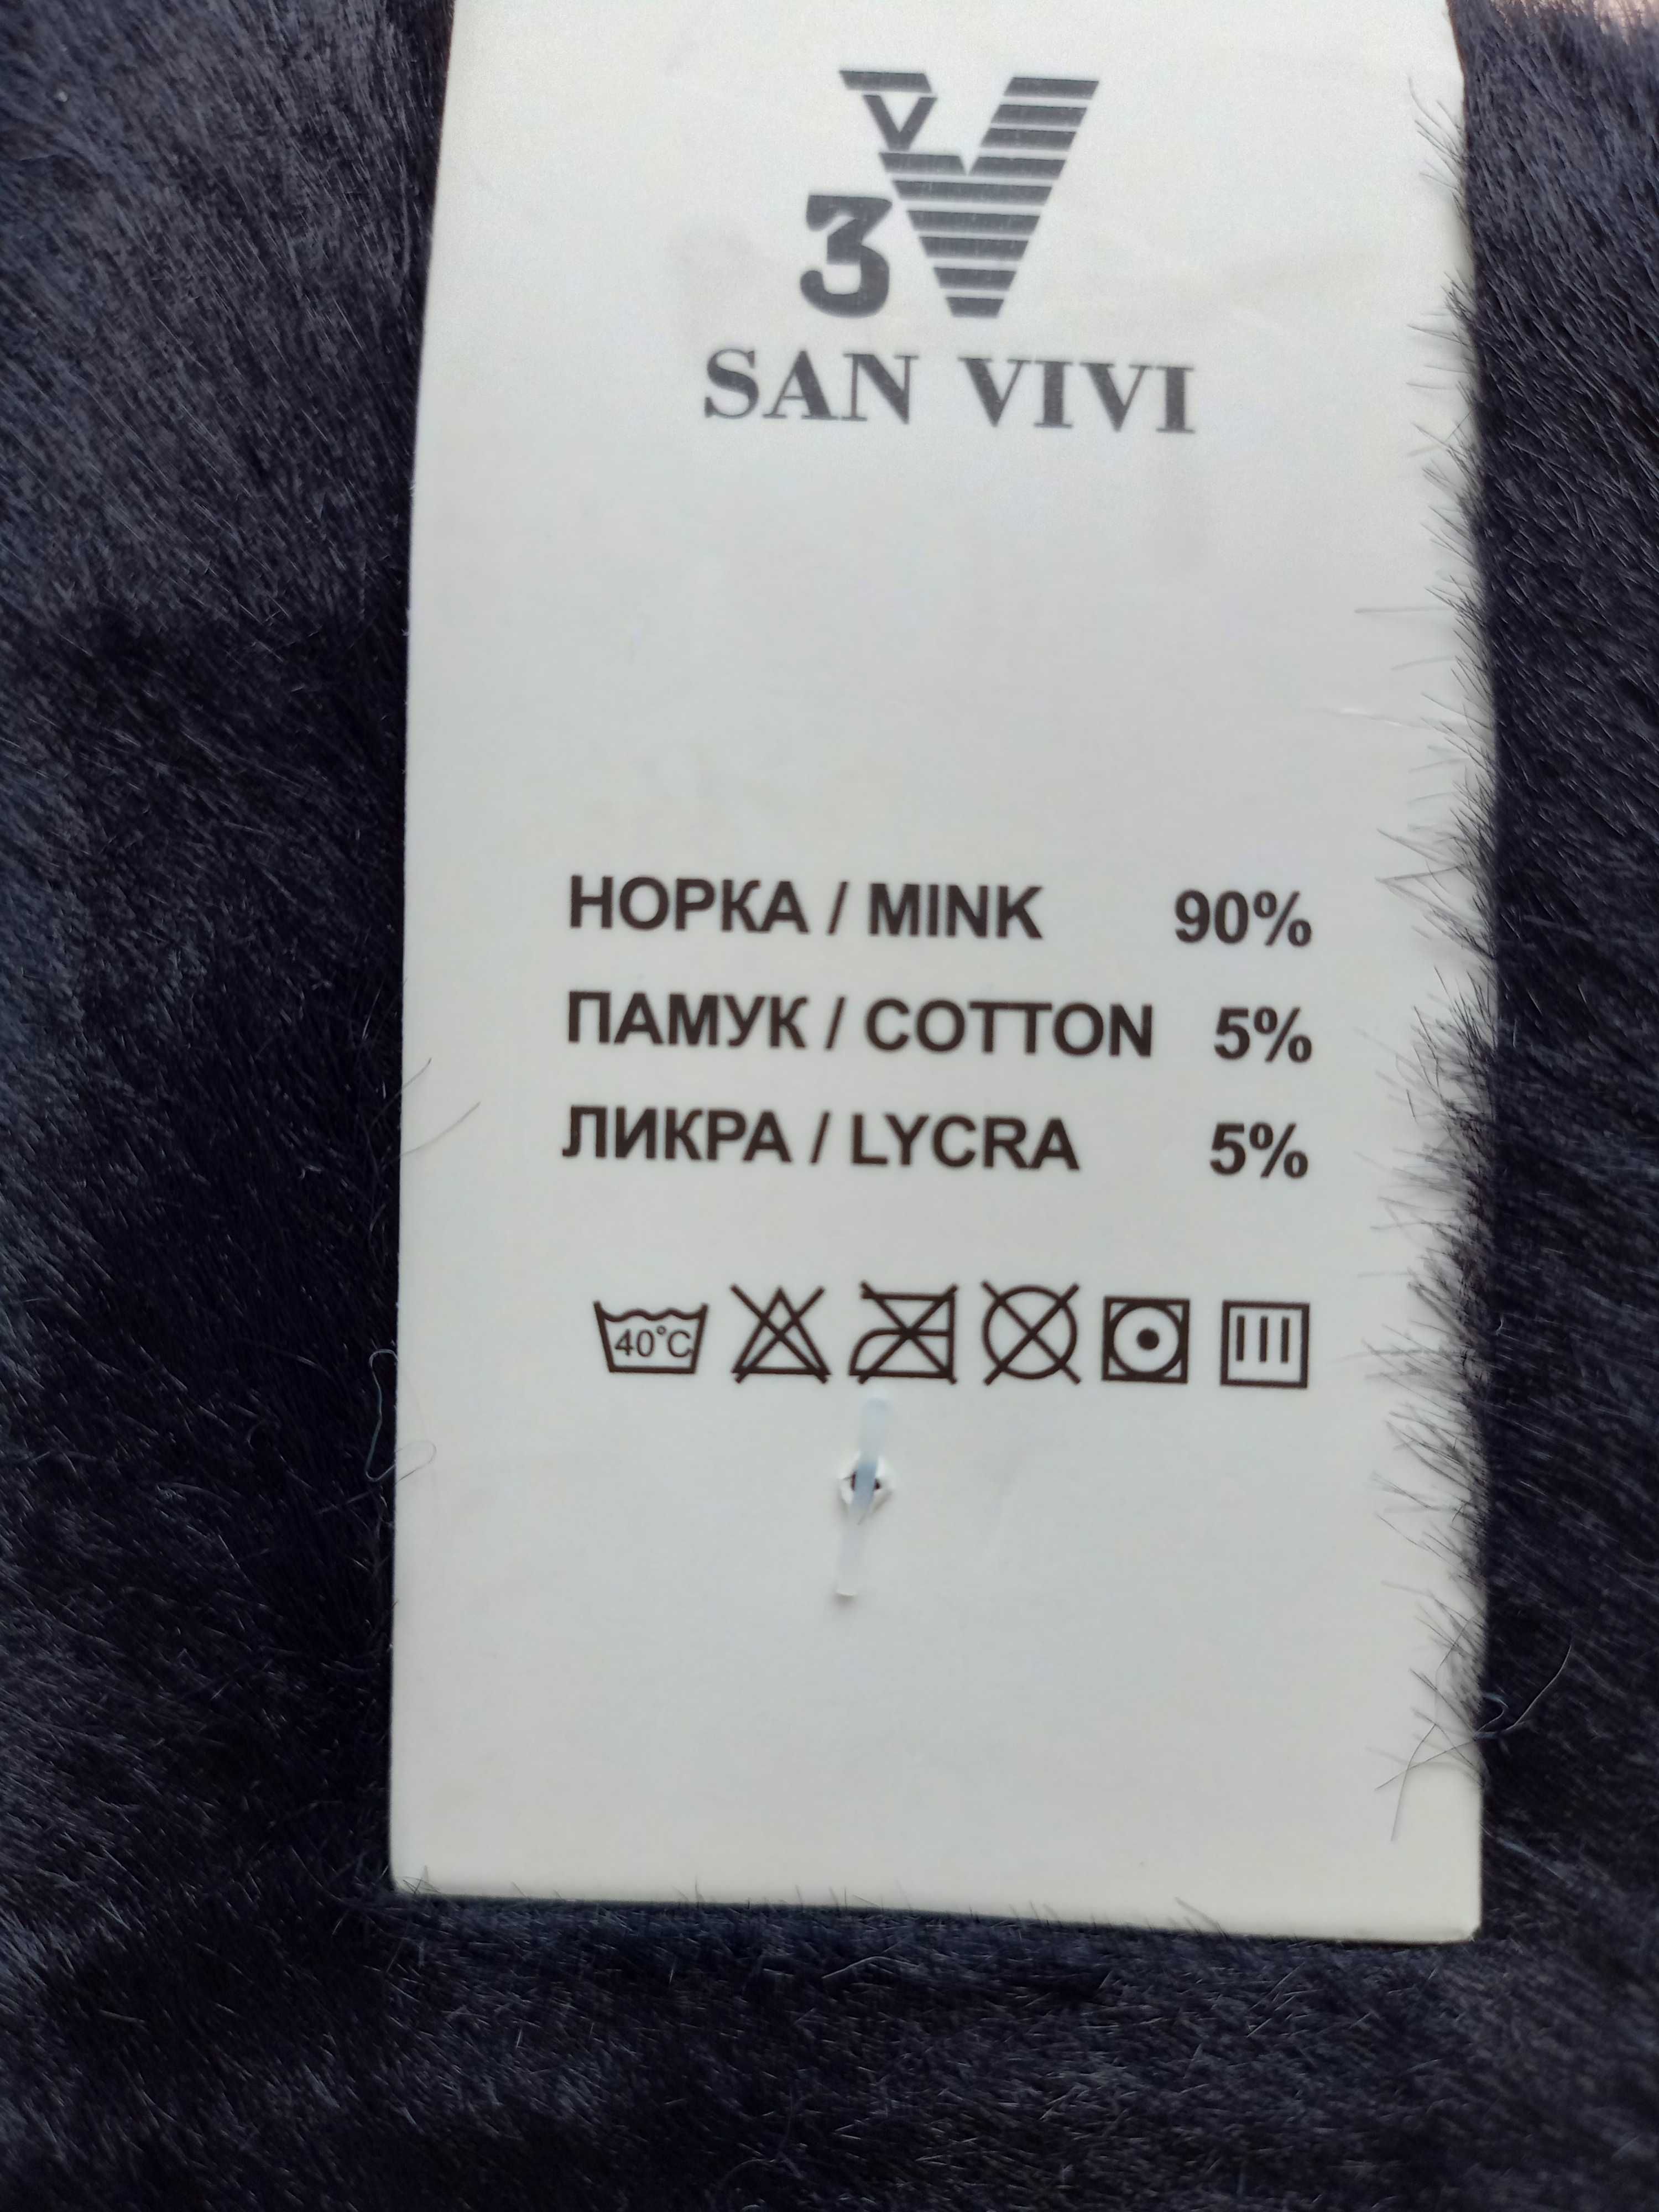 V
3V
SAN VIVI
НОРКА / MINK 90%
ПАМУК / COTTON 5%
ЛИКРА / LYCRA 5%
40°C